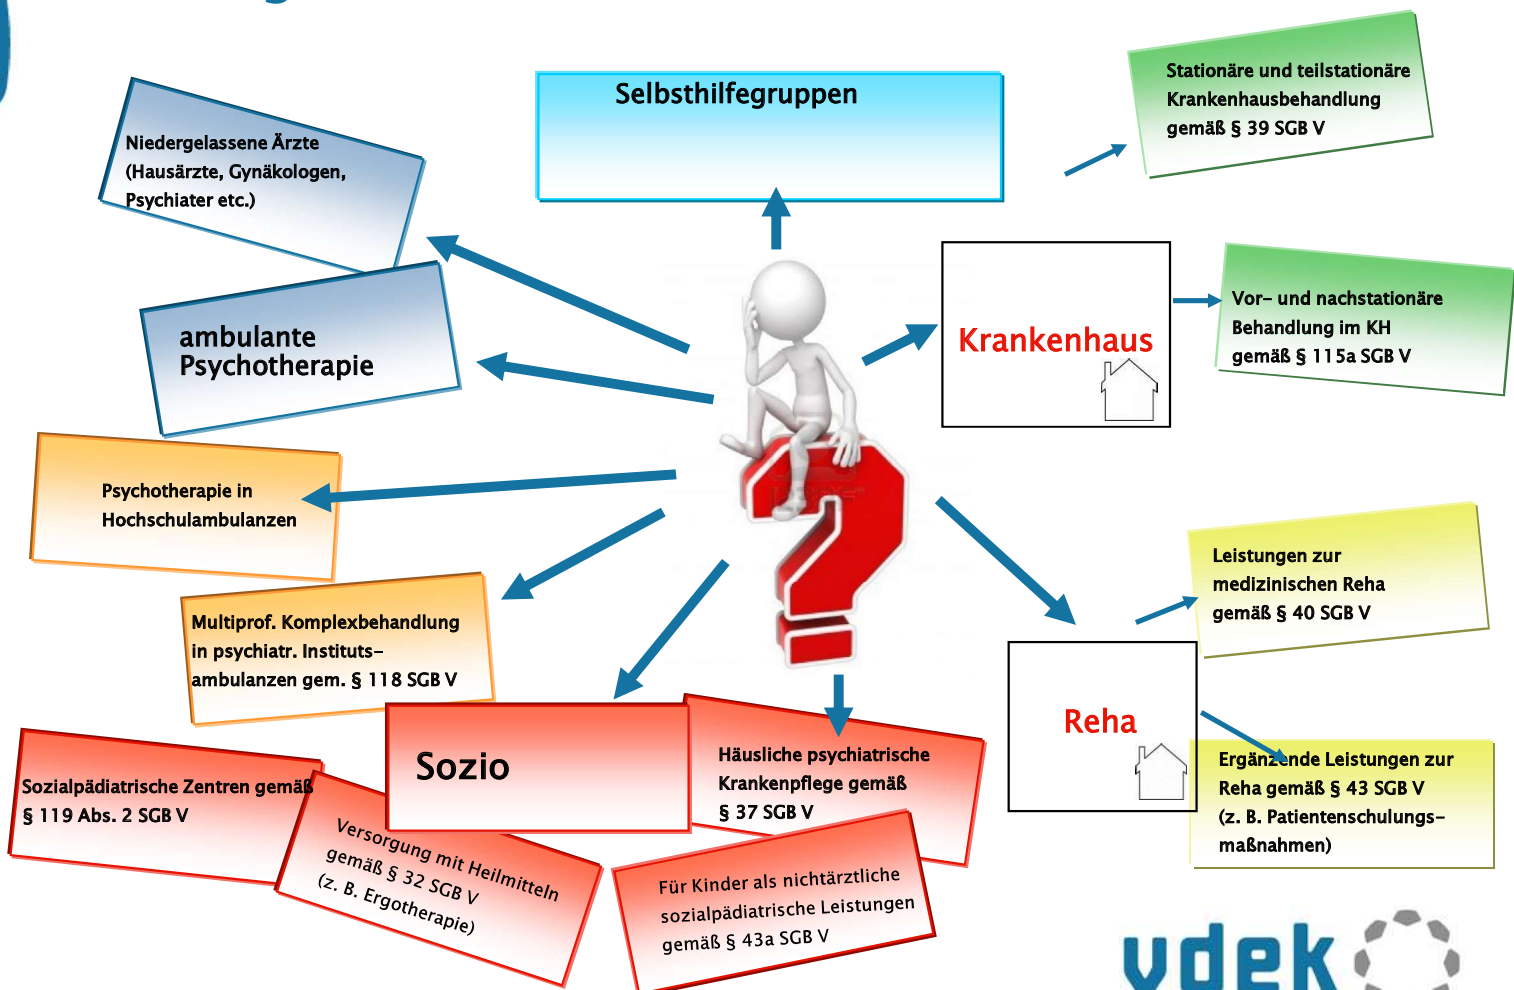 Selbsthilfegruppen
Stationäre und teilstationäre
Krankenhausbehandlung
gemäß § 39 SGB V
Niedergelassene Ärzte
(Hausärzte, Gynäkologen,
Psychiater etc.)
ambulante
Psychotherapie
Krankenhaus
Vor- und nachstationäre
Behandlung im KH
gemäß § 115a SGB V
Psychotherapie in
Hochschulambulanzen
Multiprof. Komplexbehandlung
in psychiatr. Instituts-
ambulanzen gem. § 118 SGB V
Leistungen zur
medizinischen Reha
gemäß § 40 SGB V
Reha
Ergänzende Leistungen zur
Reha gemäß § 43 SGB V
(z. B. Patientenschulungs-
maßnahmen)
Sozio
Häusliche psychiatrische
Krankenpflege gemäß
§ 37 SGB V
Sozialpädiatrische Zentren gemäß
§ 119 Abs. 2 SGB V
Versorgung mit Heilmitteln
gemäß § 32 SGB V
(z. B. Ergotherapie)
Für Kinder als nichtärztliche
sozialpädiatrische Leistungen
gemäß § 43a SGB V
vdek